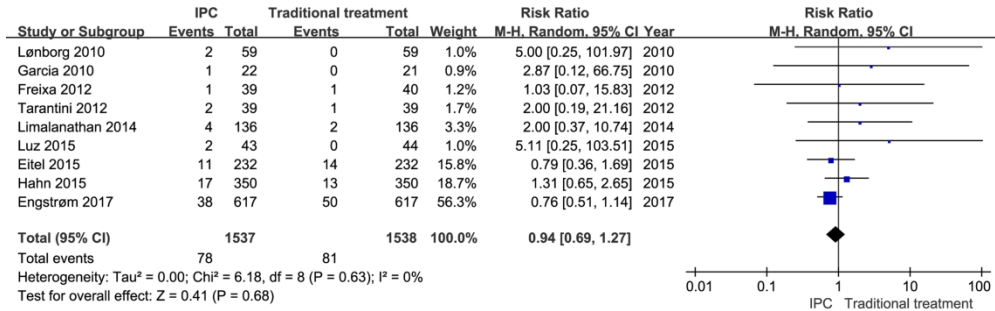 IPC Traditional treatment Risk Ratio Risk Ratio
Study or Subgroup Events Total Events Total Weight M-H, Random, 95% CI Year M-H, Random, 95% CI
Lønborg 2010 2 59 0 59 1.0% 5.00 [0.25, 101.97] 2010
Garcia 2010 1 22 0 21 0.9% 2.87 [0.12, 66.75] 2010
Freixa 2012 1 39 1 40 1.2% 1.03 [0.07, 15.83] 2012
Tarantini 2012 2 39 1 39 1.7% 2.00 [0.19, 21.16] 2012
Limalanathan 2014 4 136 2 136 3.3% 2.00 [0.37, 10.74] 2014
Luz 2015 2 43 0 44 1.0% 5.11 [0.25, 103.51] 2015
Eitel 2015 11 232 14 232 15.8% 0.79 [0.36, 1.69] 2015
Hahn 2015 17 350 13 350 18.7% 1.31 [0.65, 2.65] 2015
Engstrøm 2017 38 617 50 617 56.3% 0.76 [0.51, 1.14] 2017
Total (95% CI) 1537 1538 100.0% 0.94 [0.69, 1.27]
Total events 78 81
Heterogeneity: Tau² = 0.00; Chi² = 6.18, df = 8 (P = 0.63); I² = 0%
Test for overall effect: Z = 0.41 (P = 0.68)
0.01 0.1 1 10 100
IPC Traditional treatment